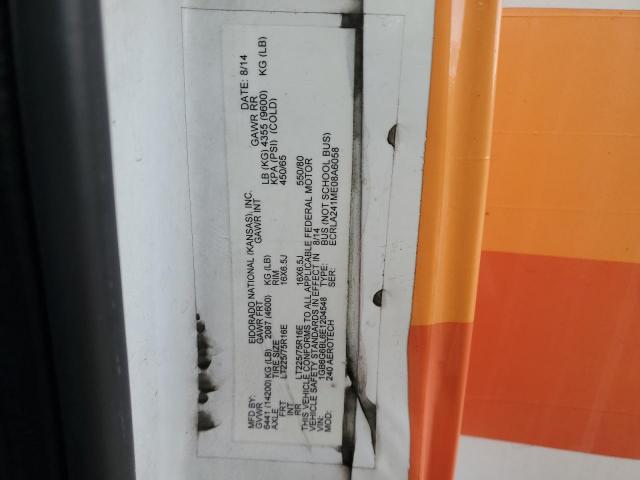 MFD BY: ElDORADO NATIONAL (KANSAS), INC. DATE: 8/14
GVWR GAWR FRT GAWR INT GAWR RR
6441 (14200) KG (LB) 2087 (4600) KG (LB) LB (KG) 4355 (9600) KG (LB)
AXLE TIRE SIZE RIM KPA (PSI) (COLD)
FRT LT225/75R16E 16X6.5J 450/65
INT
RR LT225/75R16E 16X6.5J 550/80
THIS VEHICLE CONFORMS TO ALL APPLICABLE FEDERAL MOTOR
VEHICLE SAFETY STANDARDS IN EFFECT IN 8/14
VIN: 1GB6G6BL6E1204548 TYPE: BUS (NOT SCHOOL BUS)
MOD: 240 AEROTECH SER: ECRLA241ME08A6058